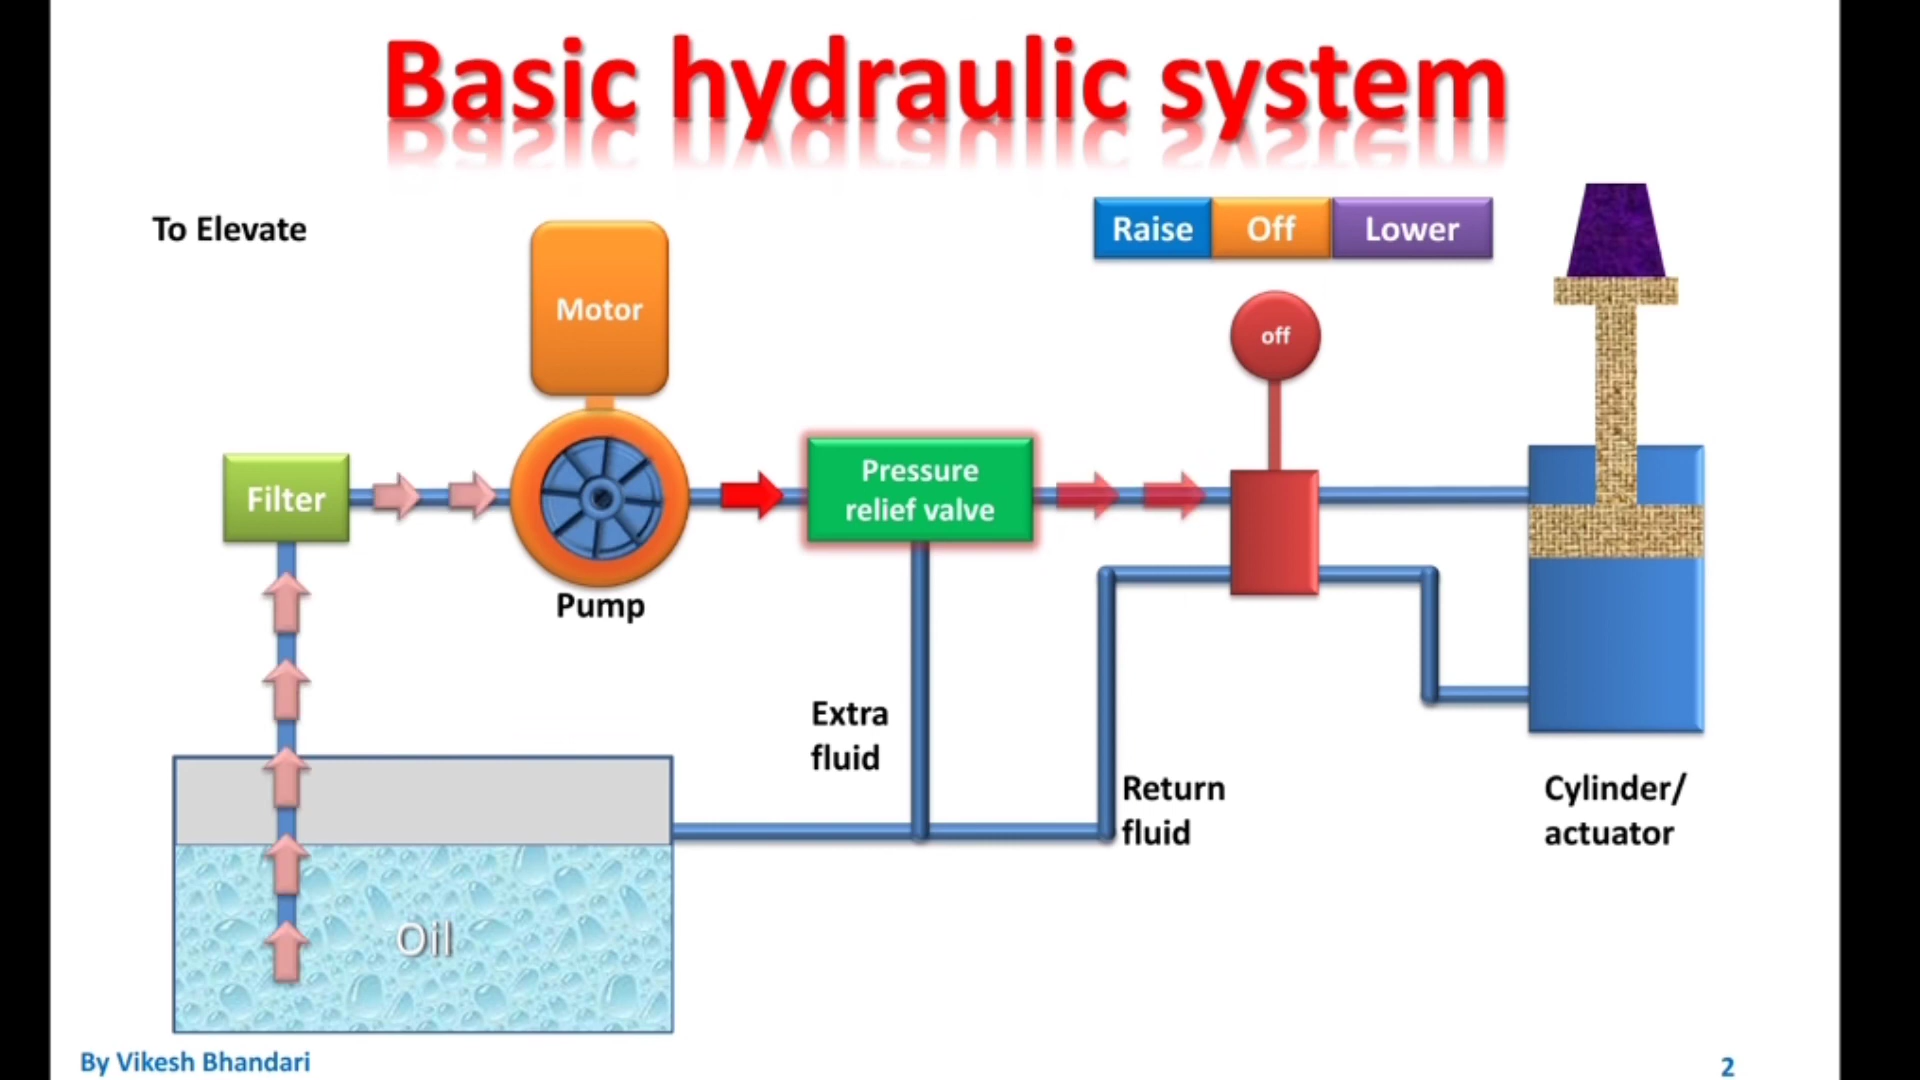 Basic hydraulic system
To Elevate
Raise Off Lower
Motor
off
Filter
Pressure
relief valve
Pump
Extra
fluid
Return
fluid
Cylinder/
actuator
Oil
By Vikesh Bhandari
2